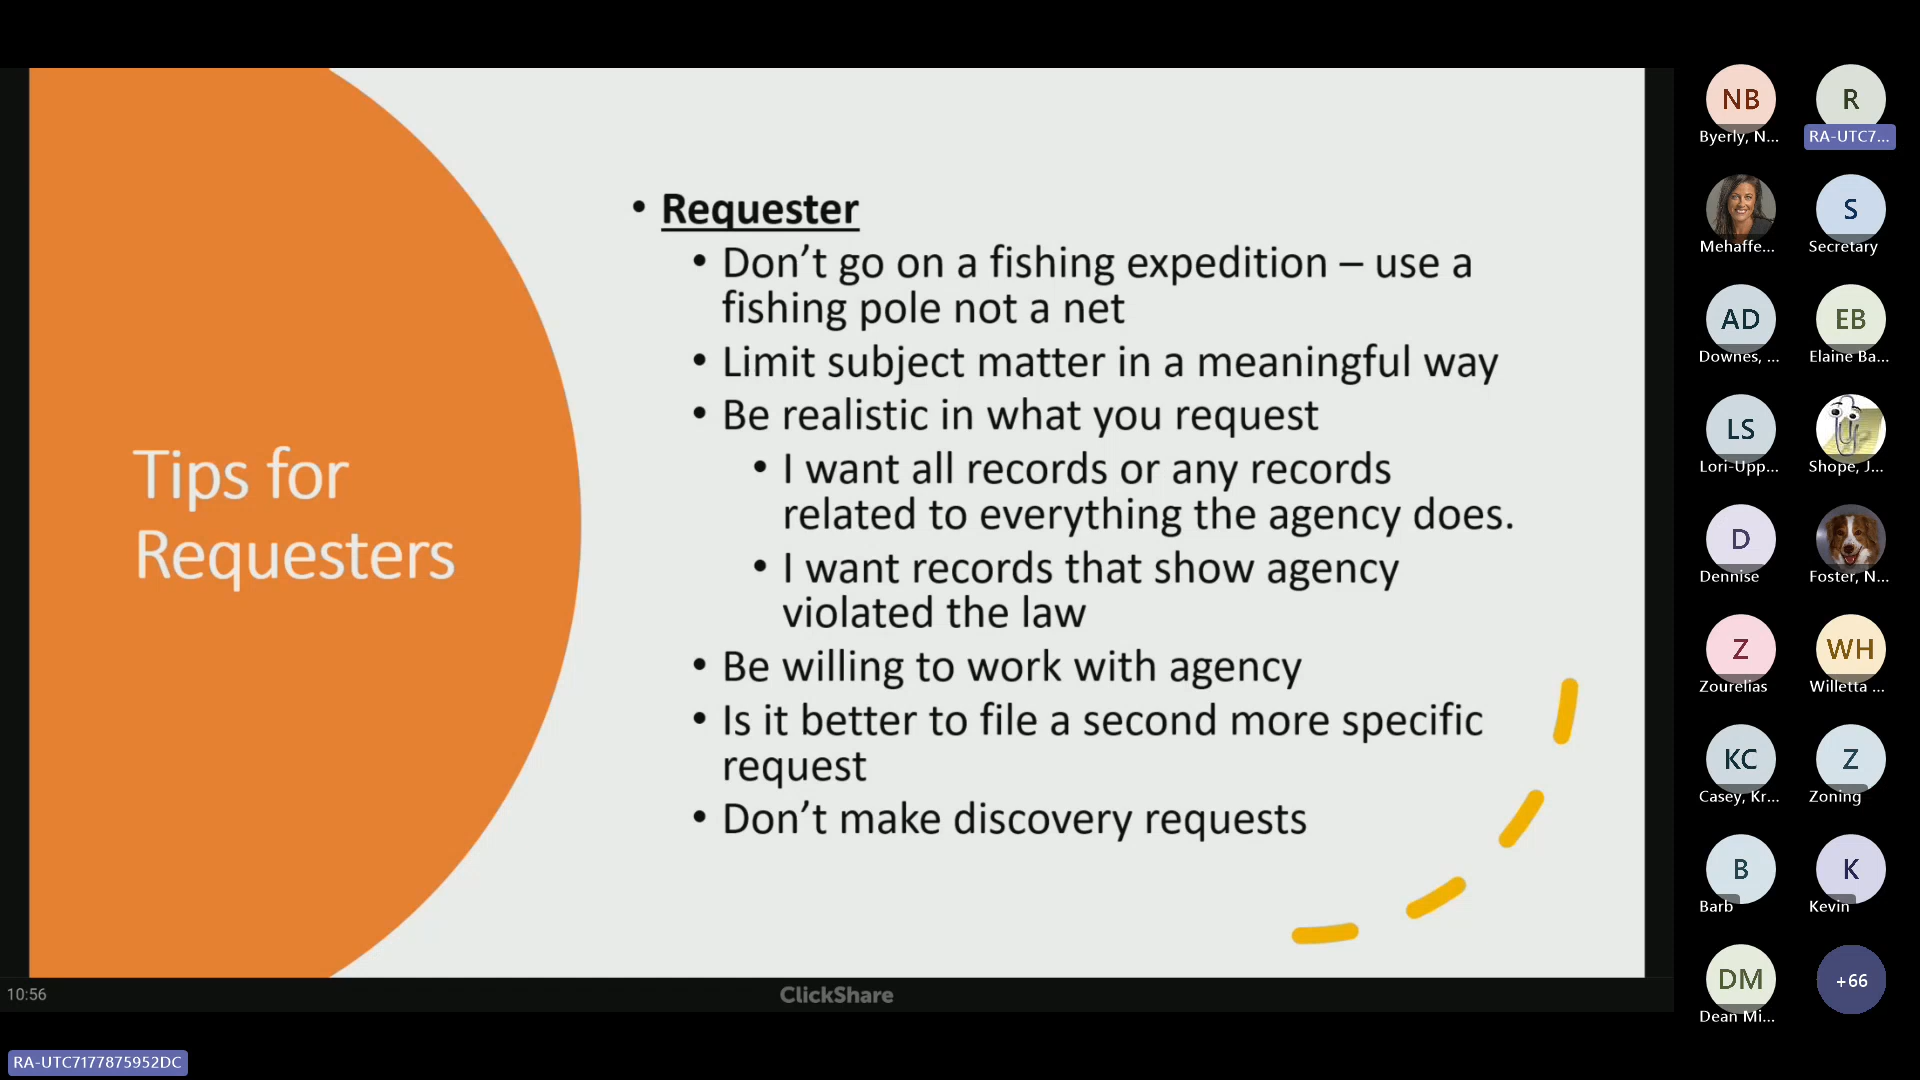 Tips for
Requesters
• Requester
• Don’t go on a fishing expedition – use a
fishing pole not a net
• Limit subject matter in a meaningful way
• Be realistic in what you request
• I want all records or any records
related to everything the agency does.
• I want records that show agency
violated the law
• Be willing to work with agency
• Is it better to file a second more specific
request
• Don’t make discovery requests
10:56
ClickShare
RA-UTC7177875952DC
NB
Byerly, N...
R
RA-UTC7...
Mehaffe...
S
Secretary
AD
Downes, ...
EB
Elaine Ba...
LS
Lori-Upp...
Shope, J...
D
Dennise
Foster, N...
Z
Zourelias
WH
Willetta ...
KC
Casey, Kr...
Z
Zoning
B
Barb
K
Kevin
DM
Dean Mi...
+66